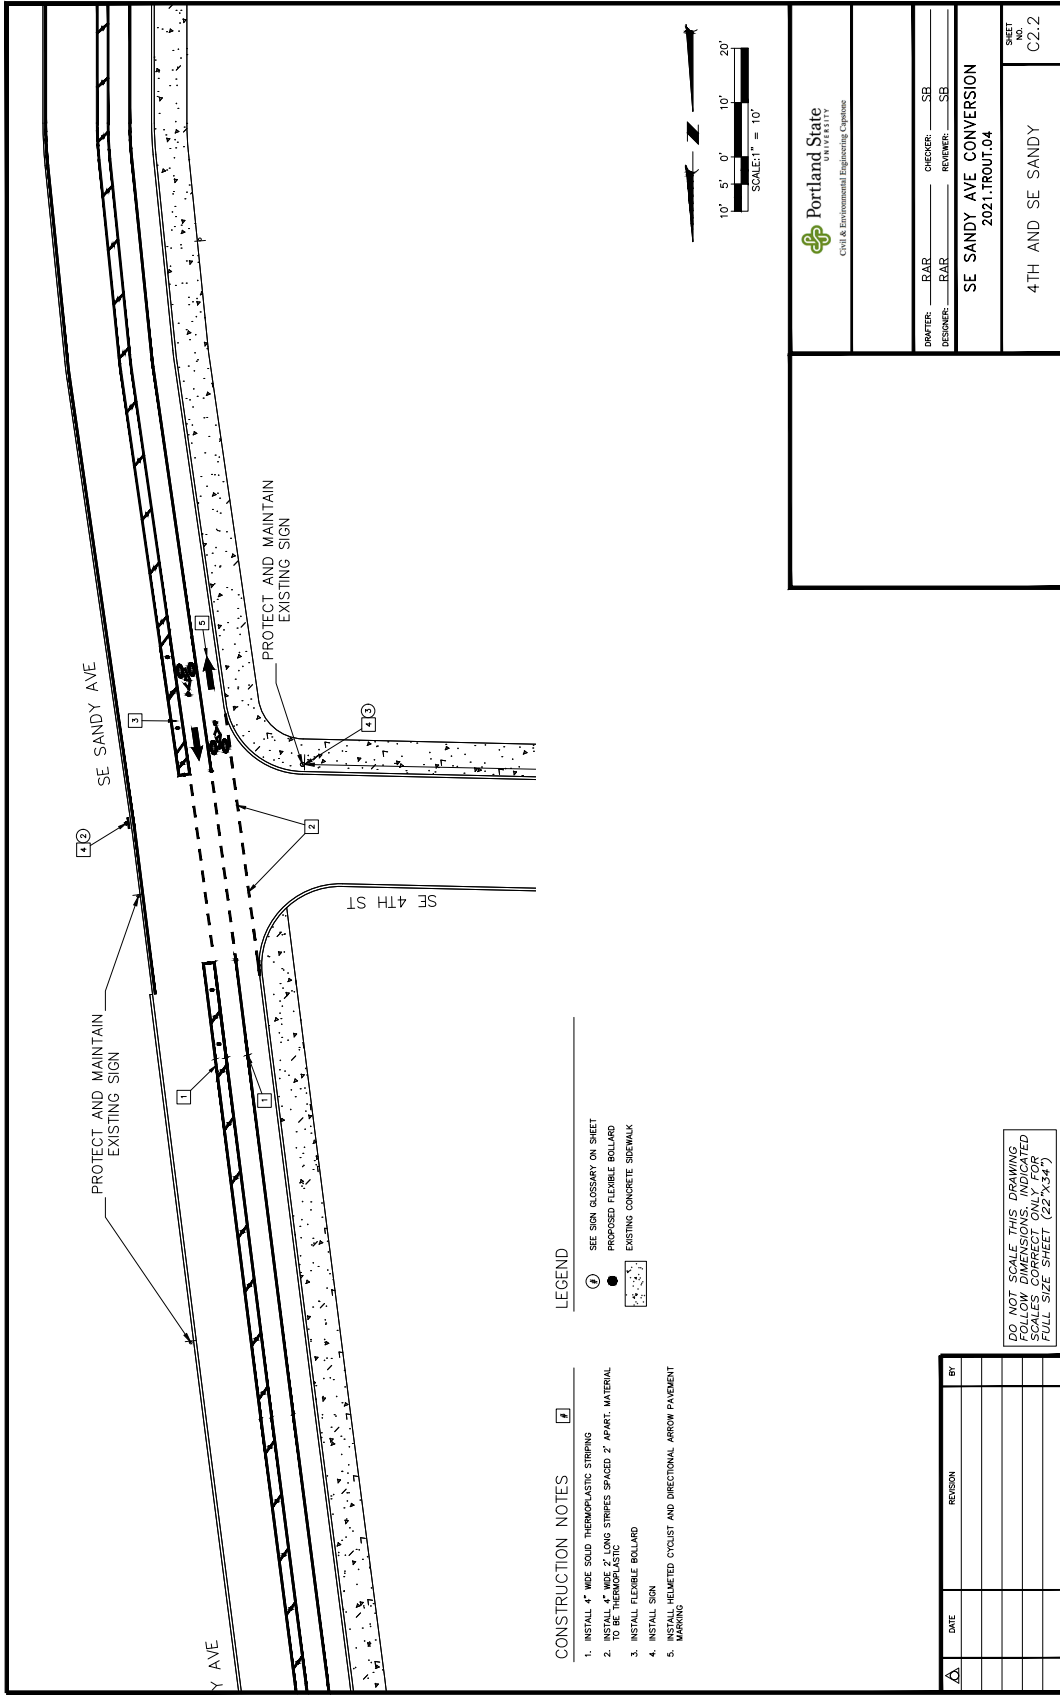 SE SANDY AVE
Y AVE
SE 4TH ST
PROTECT AND MAINTAIN
EXISTING SIGN
PROTECT AND MAINTAIN
EXISTING SIGN
1
1
2
3
4 2
4 3
5
CONSTRUCTION NOTES #
1. INSTALL 4" WIDE SOLID THERMOPLASTIC STRIPING
2. INSTALL 4" WIDE 2' LONG STRIPES SPACED 2' APART. MATERIAL
TO BE THERMOPLASTIC
3. INSTALL FLEXIBLE BOLLARD
4. INSTALL SIGN
5. INSTALL HELMETED CYCLIST AND DIRECTIONAL ARROW PAVEMENT
MARKING
LEGEND
# SEE SIGN GLOSSARY ON SHEET
PROPOSED FLEXIBLE BOLLARD
EXISTING CONCRETE SIDEWALK
N
10' 5' 0' 10' 20'
SCALE:1" = 10'
DATE REVISION BY
DO NOT SCALE THIS DRAWING
FOLLOW DIMENSIONS. INDICATED
SCALES CORRECT ONLY FOR
FULL SIZE SHEET (22"X34")
Portland State
UNIVERSITY
Civil & Environmental Engineering Capstone
DRAFTER: RAR CHECKER: SB
DESIGNER: RAR REVIEWER: SB
SE SANDY AVE CONVERSION
2021.TROUT.04
4TH AND SE SANDY
SHEET
NO.
C2.2